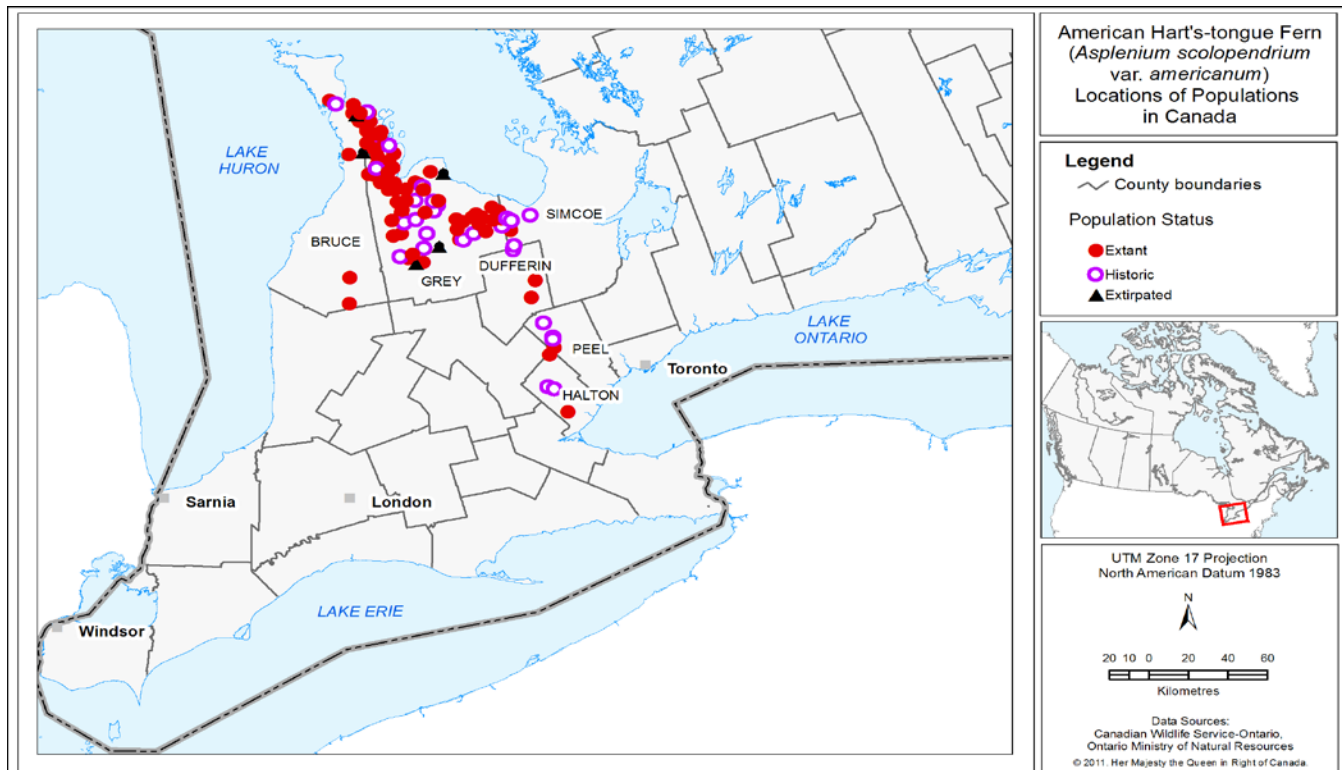 American Hart's-tongue Fern
(Asplenium scolopendrium
var. americanum)
Locations of Populations
in Canada
Legend
County boundaries
Population Status
Extant
Historic
Extirpated
LAKE
HURON
SIMCOE
BRUCE
DUFFERIN
GREY
LAKE
ONTARIO
PEEL
Toronto
HALTON
Sarnia
London
LAKE ERIE
Windsor
UTM Zone 17 Projection
North American Datum 1983
N
20 10 0 20 40 60
Kilometres
Data Sources:
Canadian Wildlife Service-Ontario,
Ontario Ministry of Natural Resources
© 2011. Her Majesty the Queen in Right of Canada.